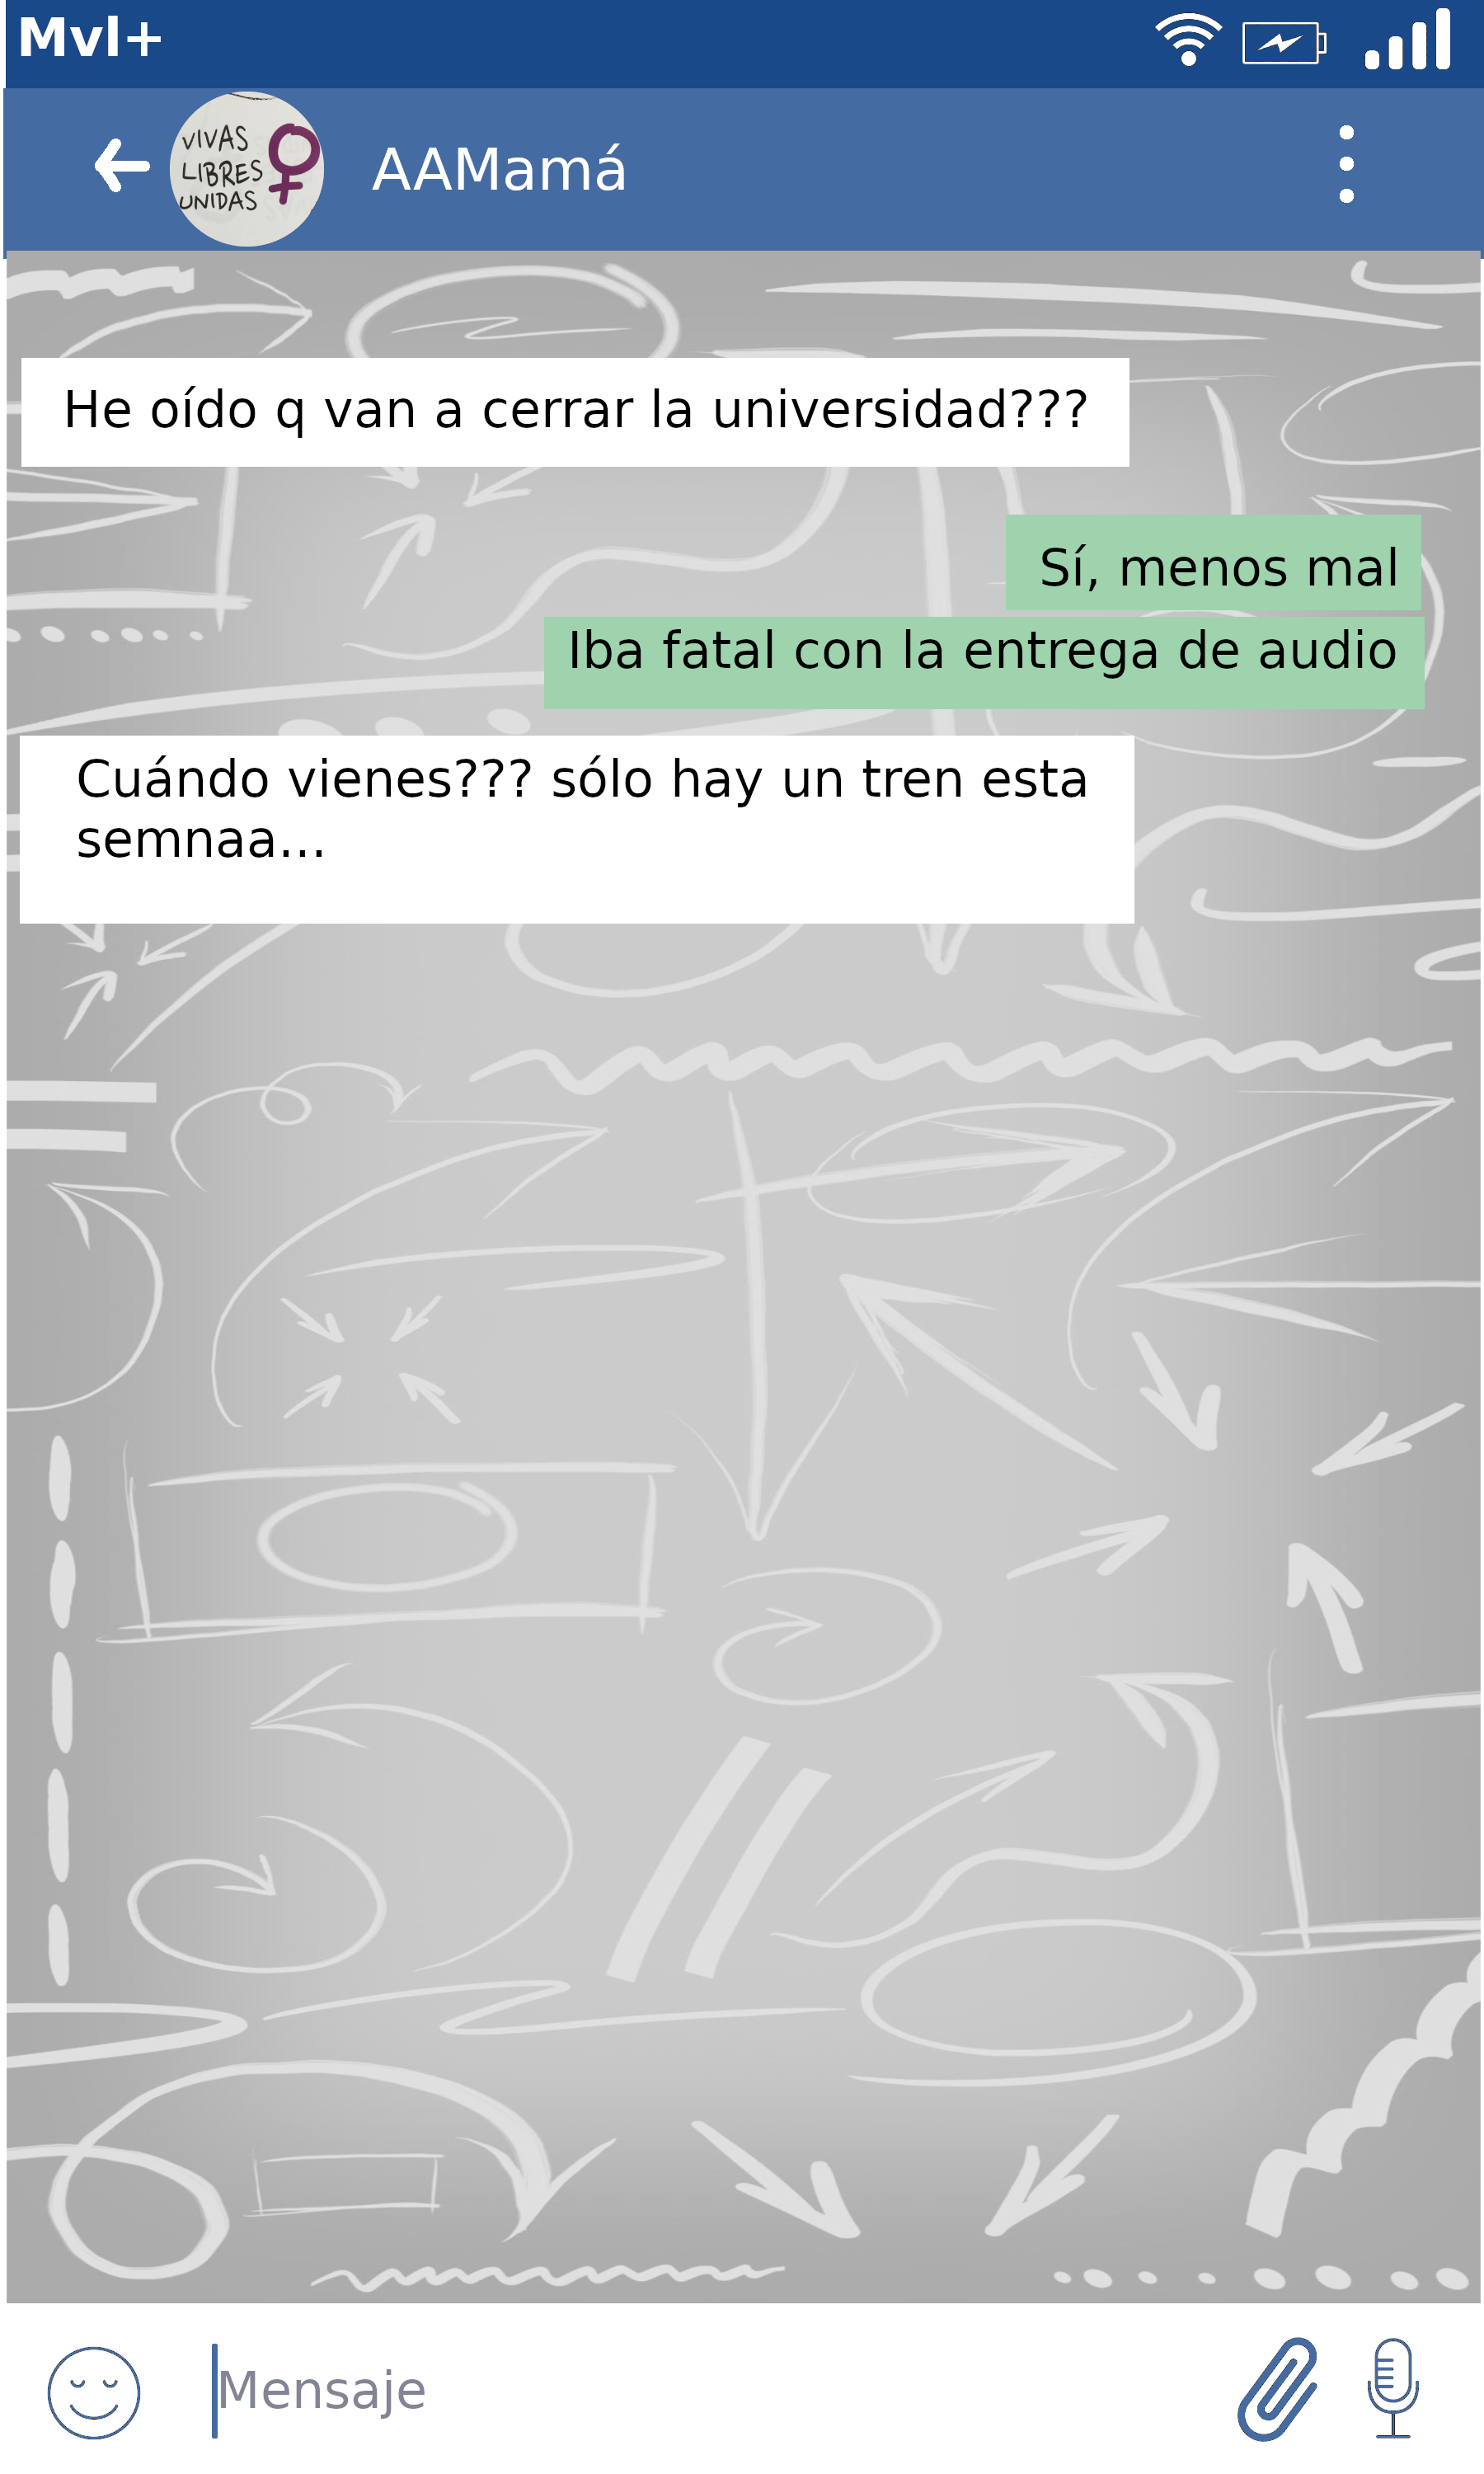 Mvl+
VIVAS
LIBRES
UNIDAS
AAMamá
He oído q van a cerrar la universidad???
Sí, menos mal
Iba fatal con la entrega de audio
Cuándo vienes??? sólo hay un tren esta
semnaa...
Mensaje